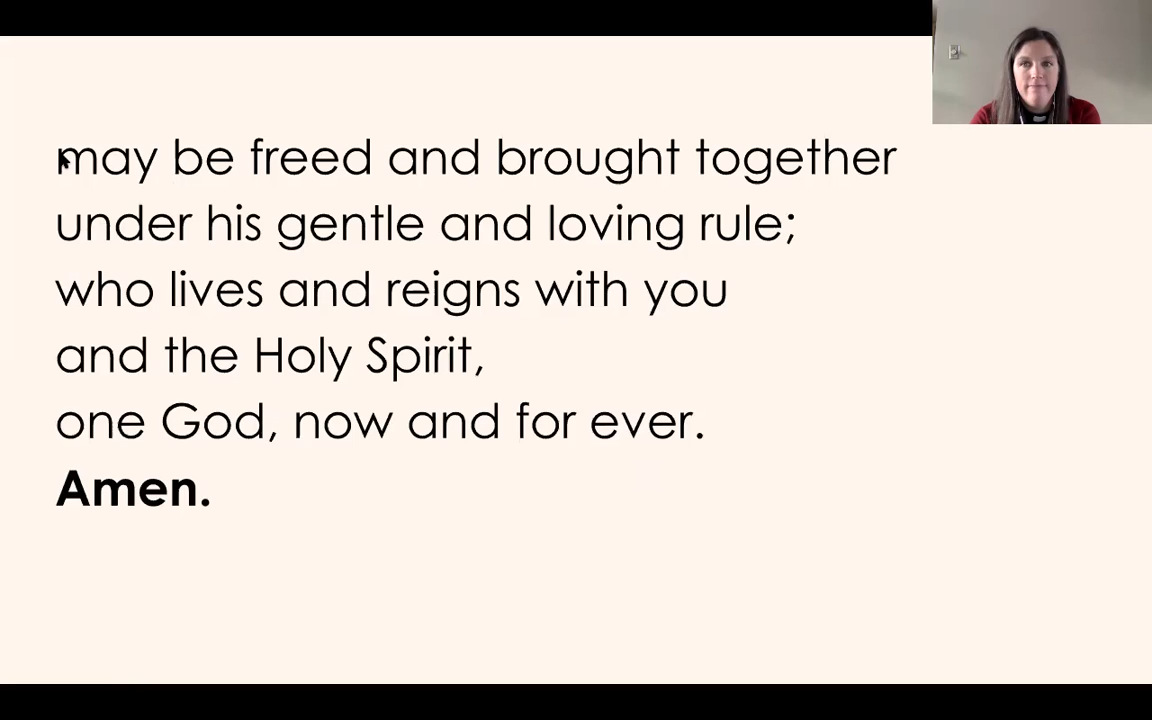 may be freed and brought together
under his gentle and loving rule;
who lives and reigns with you
and the Holy Spirit,
one God, now and for ever.
Amen.